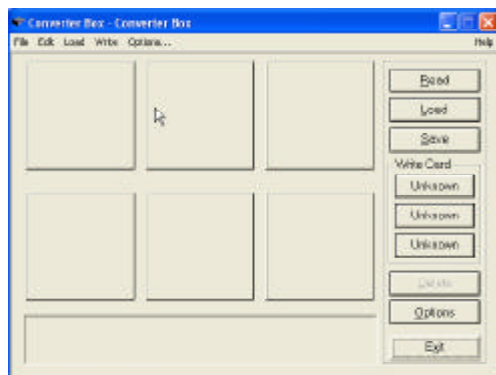 Converter Box - Converter Box
File Edit Load Write Options... Help
Read
Load
Save
Write Card
Unknown
Unknown
Unknown
Delete
Options
Exit